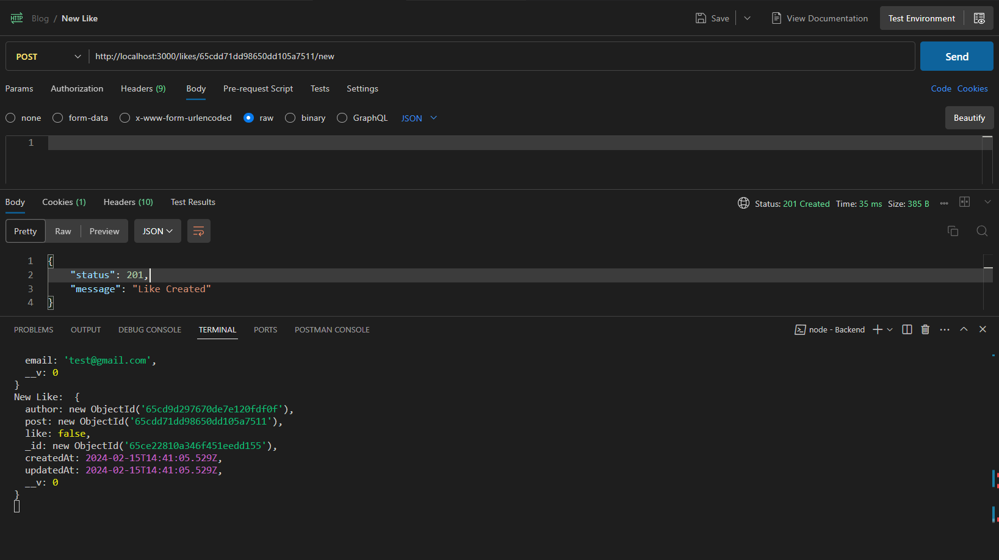 HTTP Blog / New Like Save View Documentation Test Environment
POST http://localhost:3000/likes/65cdd71dd98650dd105a7511/new Send
Params Authorization Headers (9) Body Pre-request Script Tests Settings Code Cookies
none form-data x-www-form-urlencoded raw binary GraphQL JSON Beautify
1
Body Cookies (1) Headers (10) Test Results Status: 201 Created Time: 35 ms Size: 385 B
Pretty Raw Preview JSON
1 {
2 "status": 201,
3 "message": "Like Created"
4 }
PROBLEMS OUTPUT DEBUG CONSOLE TERMINAL PORTS POSTMAN CONSOLE node - Backend
email: 'test@gmail.com',
__v: 0
}
New Like: {
author: new ObjectId('65cd9d297670de7e120fdf0f'),
post: new ObjectId('65cdd71dd98650dd105a7511'),
like: false,
_id: new ObjectId('65ce22810a346f451eedd155'),
createdAt: 2024-02-15T14:41:05.529Z,
updatedAt: 2024-02-15T14:41:05.529Z,
__v: 0
}